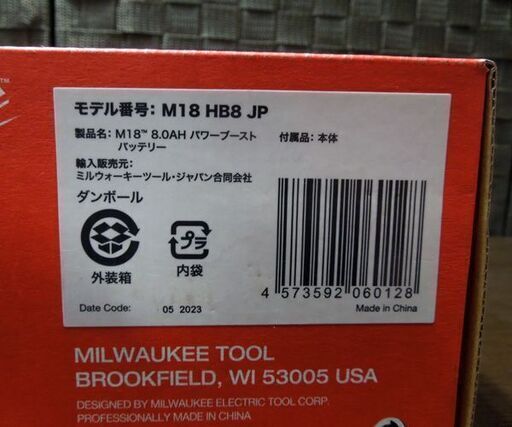 TM
モデル番号: M18 HB8 JP
製品名: M18™ 8.0AH パワーブースト
バッテリー
付属品: 本体
輸入販売元:
ミルウォーキーツール・ジャパン合同会社
ダンボール
外装箱
プラ
内袋
4 573592 060128
Date Code: 05 2023
Made in China
MILWAUKEE TOOL
BROOKFIELD, WI 53005 USA
DESIGNED BY MILWAUKEE ELECTRIC TOOL CORP.
PROFESSIONALLY MADE IN CHINA